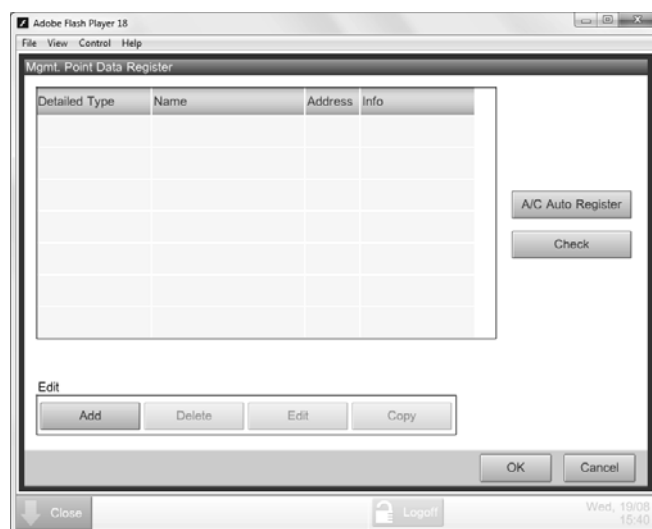 Adobe Flash Player 18
File View Control Help
Mgmt. Point Data Register
Detailed Type Name Address Info
A/C Auto Register
Check
Edit
Add Delete Edit Copy
OK Cancel
Close Logoff Wed, 19/08
15:40